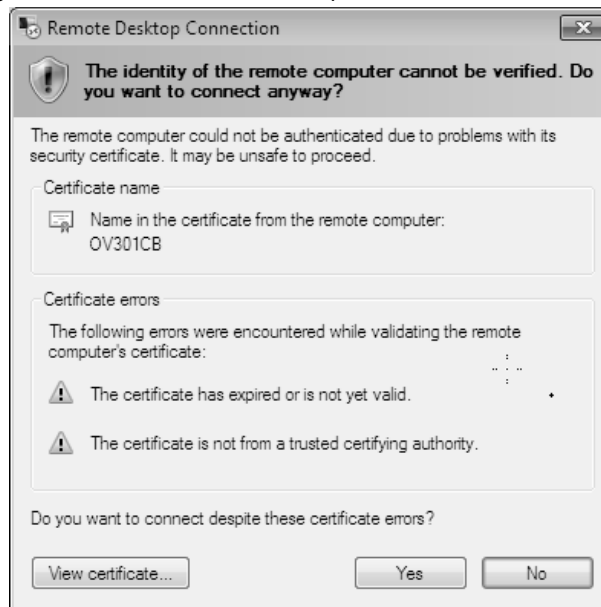 Remote Desktop Connection
The identity of the remote computer cannot be verified. Do
you want to connect anyway?
The remote computer could not be authenticated due to problems with its
security certificate. It may be unsafe to proceed.
Certificate name
Name in the certificate from the remote computer:
OV301CB
Certificate errors
The following errors were encountered while validating the remote
computer's certificate:
The certificate has expired or is not yet valid.
The certificate is not from a trusted certifying authority.
Do you want to connect despite these certificate errors?
View certificate...
Yes
No